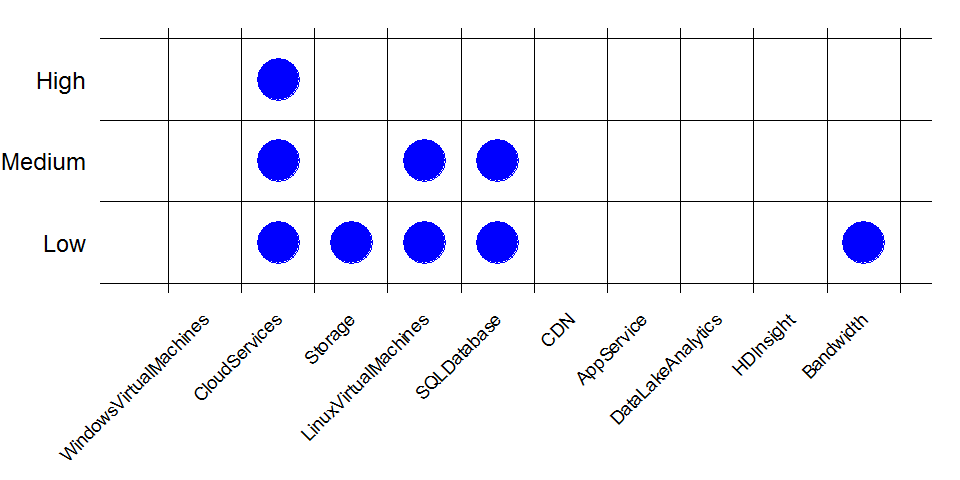 High
Medium
Low
WindowsVirtualMachines
CloudServices
Storage
LinuxVirtualMachines
SQLDatabase
CDN
AppService
DataLakeAnalytics
HDInsight
Bandwidth